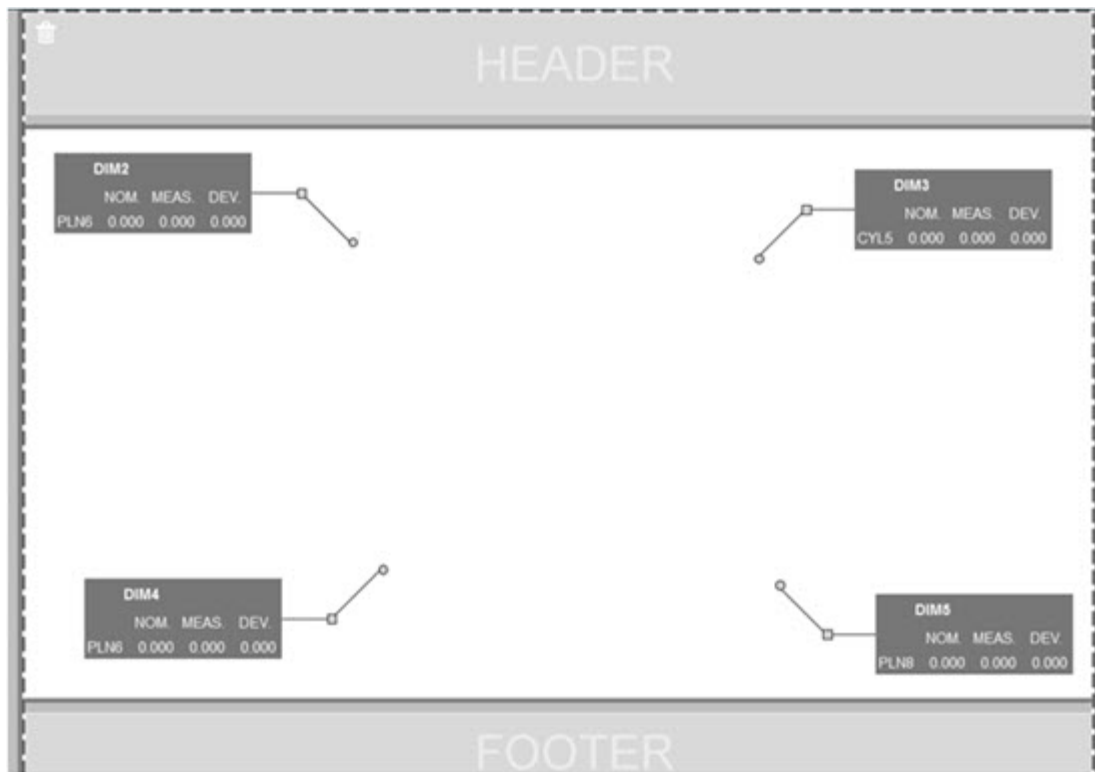 HEADER
DIM2
NOM. MEAS. DEV.
PLN6 0.000 0.000 0.000
DIM3
NOM. MEAS. DEV.
CYL5 0.000 0.000 0.000
DIM4
NOM. MEAS. DEV.
PLN6 0.000 0.000 0.000
DIM5
NOM. MEAS. DEV.
PLN8 0.000 0.000 0.000
FOOTER